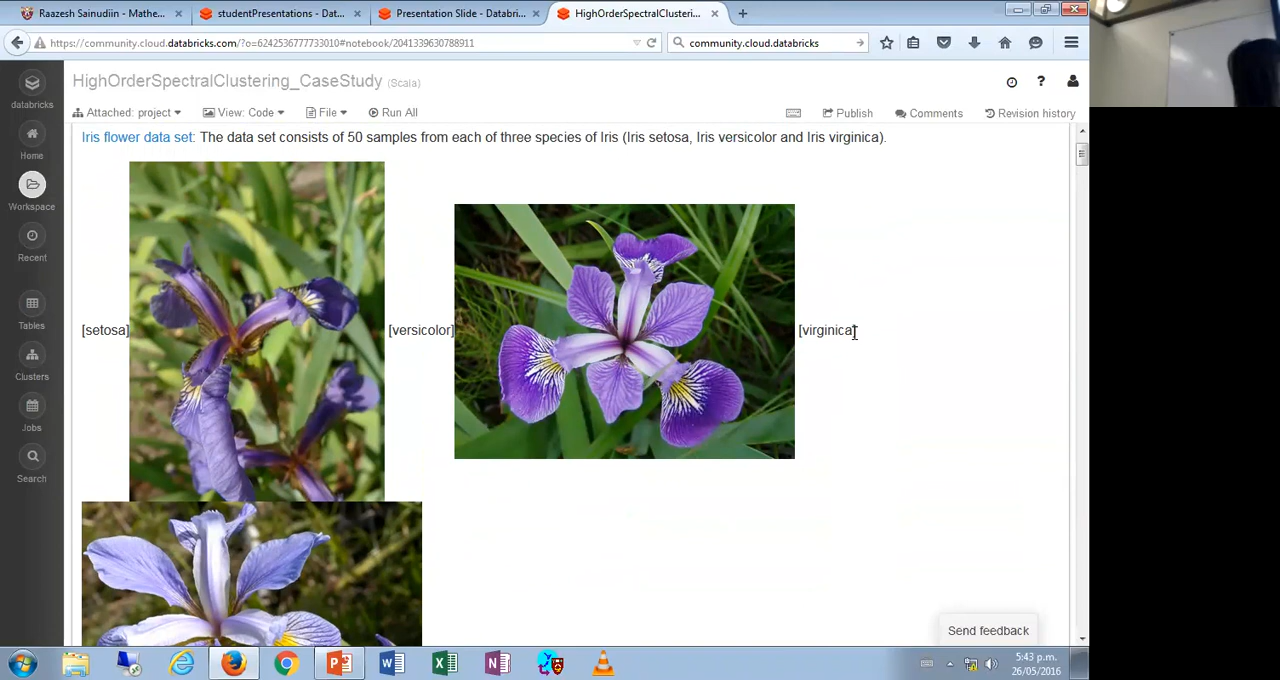 Raazesh Sainudiin - Mathe...
studentPresentations - Dat...
Presentation Slide - Databri...
HighOrderSpectralClusteri...
https://community.cloud.databricks.com/?o=6242536777733010#notebook/2041339630788911
community.cloud.databricks
databricks
Home
Workspace
Recent
Tables
Clusters
Jobs
Search
HighOrderSpectralClustering_CaseStudy (Scala)
Attached: project View: Code File Run All Publish Comments Revision history
Iris flower data set: The data set consists of 50 samples from each of three species of Iris (Iris setosa, Iris versicolor and Iris virginica).
[setosa] [versicolor] [virginica]
Send feedback
5:43 p.m.
26/05/2016